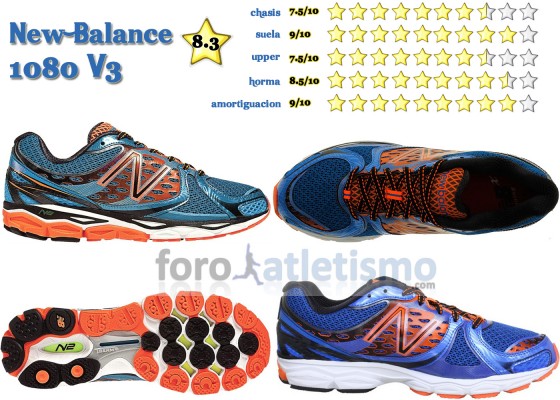 New-Balance
1080 V3
8.3
chasis 7.5/10
suela 9/10
upper 7.5/10
horma 8.5/10
amortiguacion 9/10
foroatletismo
.com
N2